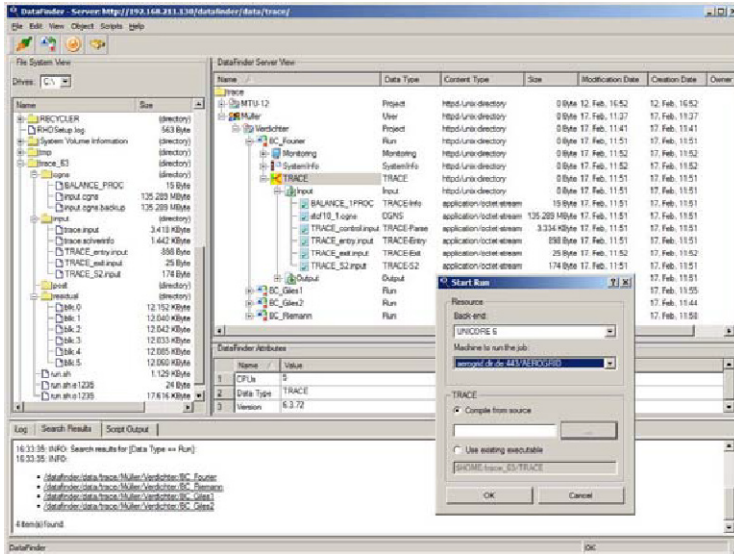 DataFinder - Server: http://192.168.211.130/datafinder/data/trace/
File Edit View Object Scripts Help
File System View
Drives: C:\
Name Size
RECYCLER (directory)
RHDSetup.log 563 Byte
System Volume Information (directory)
tmp (directory)
trace_63 (directory)
cgns (directory)
BALANCE_PROC 15 Byte
input.cgns 135.289 MByte
input.cgns.backup 135.289 MByte
input (directory)
trace.input 3.418 KByte
trace.solverinfo 1.442 KByte
TRACE_entry.input 898 Byte
TRACE_exit.input 25 Byte
TRACE_S2.input 174 Byte
post (directory)
residual (directory)
blk.0 12.152 KByte
blk.1 12.040 KByte
blk.2 12.042 KByte
blk.3 12.033 KByte
blk.4 12.085 KByte
blk.5 12.060 KByte
run.sh 1.129 KByte
run.sh.e1235 24 Byte
run.sh.o1235 17.616 KByte
DataFinder Server View
Name Data Type Content Type Size Modification Date Creation Date Owner
trace
MTU-12 Project httpd/unix-directory 0 Byte 12. Feb, 16:52 12. Feb, 16:52
Müller User httpd/unix-directory 0 Byte 17. Feb, 11:37 17. Feb, 11:37
Verdichter Project httpd/unix-directory 0 Byte 17. Feb, 11:41 17. Feb, 11:41
BC_Fourier Run httpd/unix-directory 0 Byte 17. Feb, 11:51 17. Feb, 11:51
Monitoring Monitoring httpd/unix-directory 0 Byte 17. Feb, 11:52 17. Feb, 11:52
SystemInfo SystemInfo httpd/unix-directory 0 Byte 17. Feb, 11:52 17. Feb, 11:52
TRACE TRACE httpd/unix-directory 0 Byte 17. Feb, 11:51 17. Feb, 11:51
Input Input httpd/unix-directory 0 Byte 17. Feb, 11:51 17. Feb, 11:51
BALANCE_1PROC TRACE-Info application/octet-stream 15 Byte 17. Feb, 11:51 17. Feb, 11:51
CGNS application/octet-stream 135.289 MByte 17. Feb, 11:51 17. Feb, 11:51
TRACE_control.input TRACE-Parse application/octet-stream 3.334 KByte 17. Feb, 11:51 17. Feb, 11:51
TRACE_entry.input TRACE-Entry application/octet-stream 898 Byte 17. Feb, 11:51 17. Feb, 11:51
TRACE_exit.input TRACE-Exit application/octet-stream 25 Byte 17. Feb, 11:52 17. Feb, 11:52
TRACE_S2.input TRACE-S2 application/octet-stream 174 Byte 17. Feb, 11:51 17. Feb, 11:51
Output Output 17. Feb, 11:51
BC_Giles1 Run 17. Feb, 11:55
BC_Giles2 Run 17. Feb, 11:44
BC_Riemann Run 17. Feb, 11:58
DataFinder Attributes
Name Value
1 CPUs 5
2 Data Type TRACE
3 Version 6.3.72
Start Run
Resource
Back-end:
UNICORE 6
Machine to run the job:
aerogrid.dlr.de:443/AEROGRID
TRACE
Compile from source
...
Use existing executable
$HOME/trace_63/TRACE
OK Cancel
Log Search Results Script Output
16:33:35: INFO: Search results for (Data Type == Run):
16:33:35: INFO:
/datafinder/data/trace/Müller/Verdichter/BC_Fourier
/datafinder/data/trace/Müller/Verdichter/BC_Riemann
/datafinder/data/trace/Müller/Verdichter/BC_Giles1
/datafinder/data/trace/Müller/Verdichter/BC_Giles2
4 item(s) found.
DataFinder OK